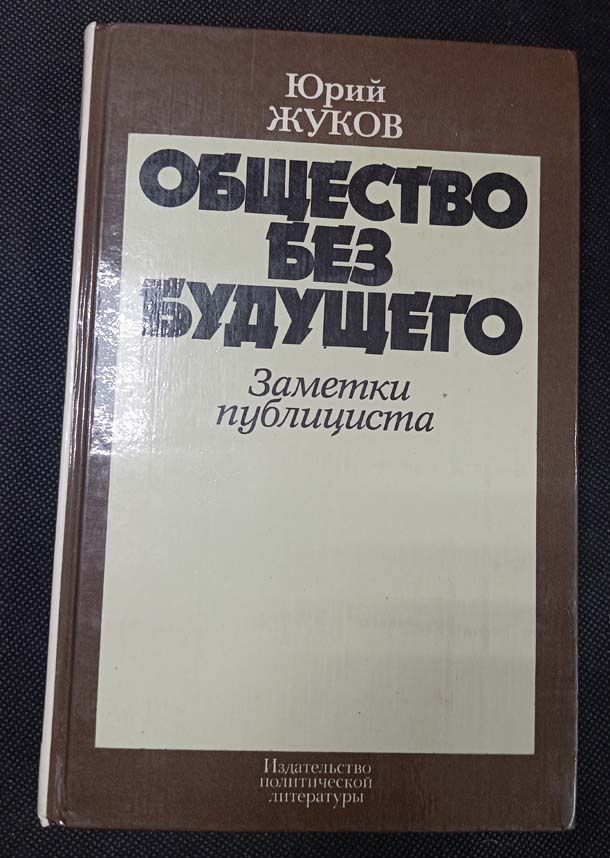 Юрий
ЖУКОВ
ОБЩЕСТВО
БЕЗ
БУДУЩЕГО
Заметки
публициста
Издательство
политической
литературы